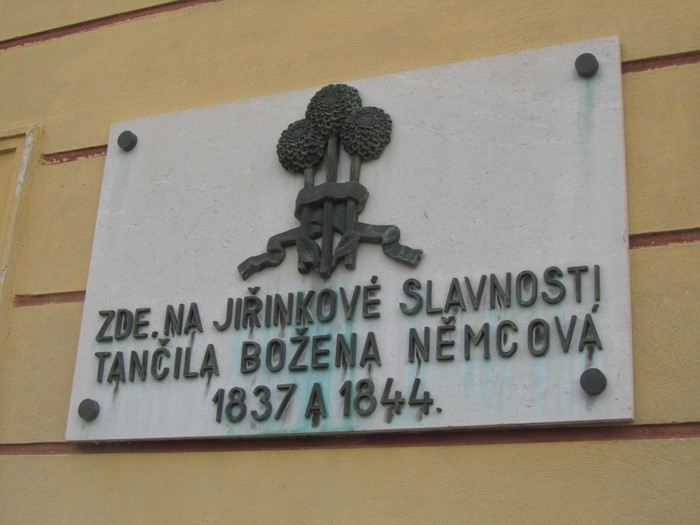 ZDE, NA JIŘINKOVÉ SLAVNOSTI
TANČILA BOŽENA NĚMCOVÁ
1837 A 1844.